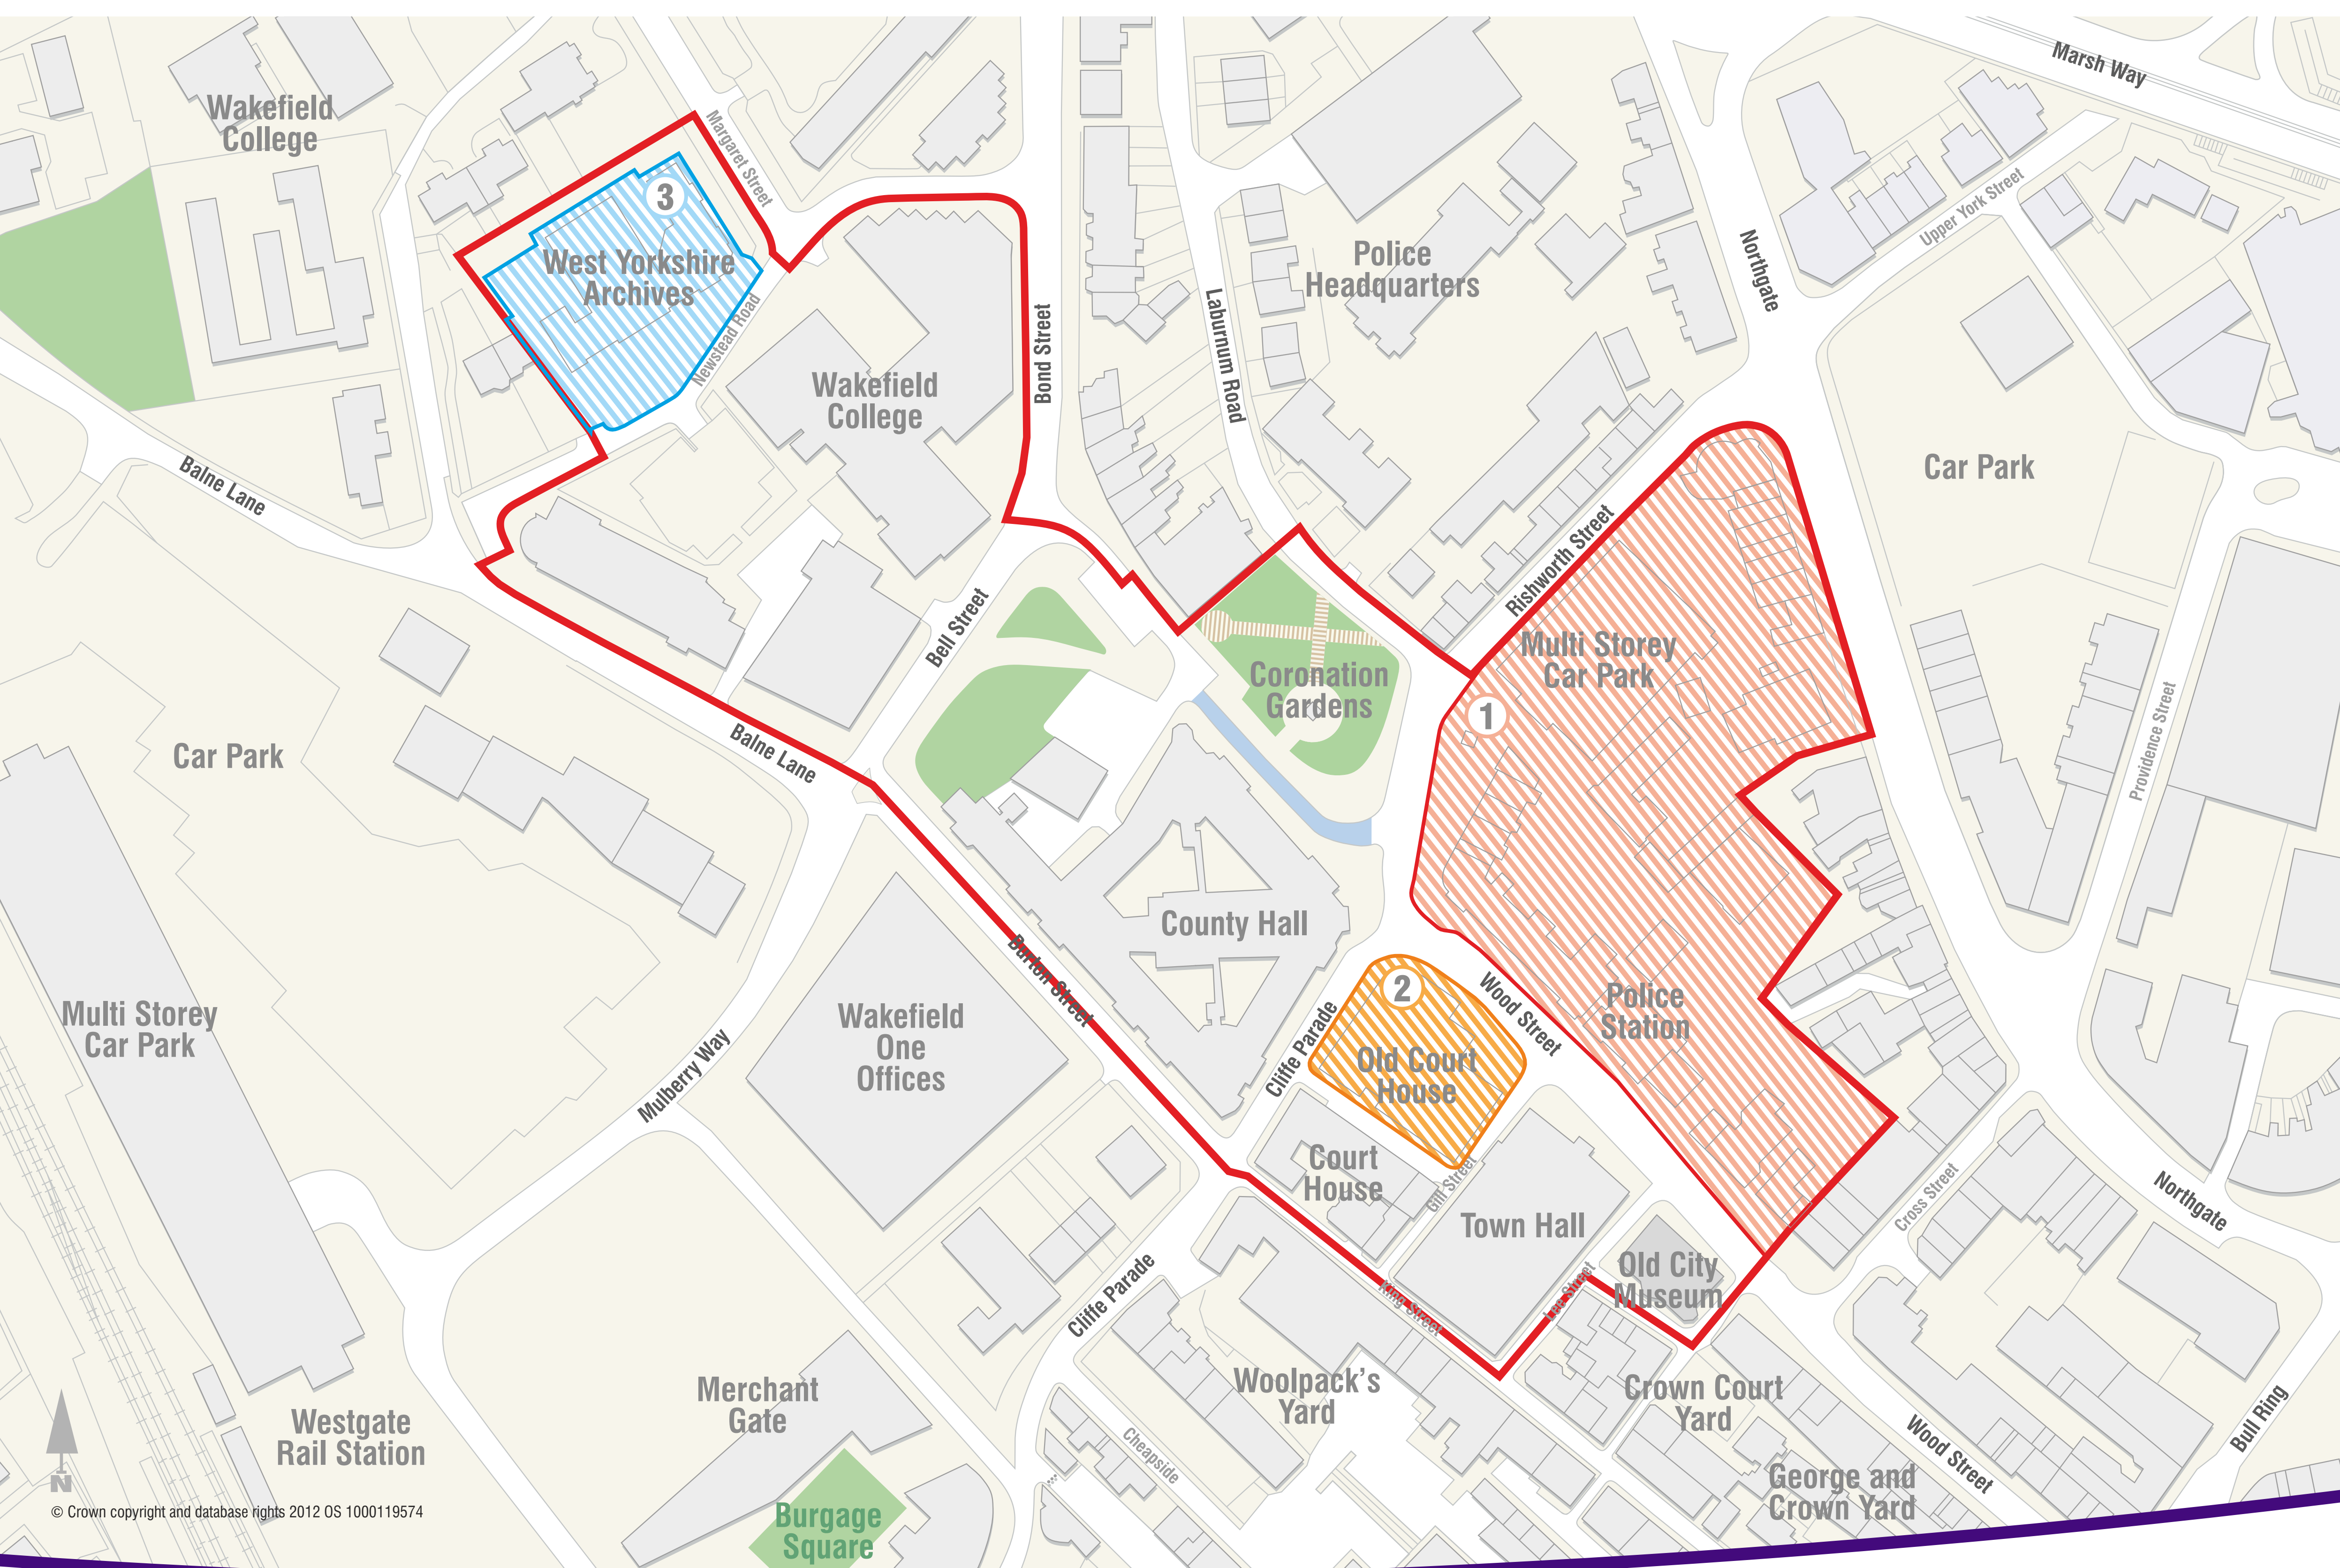 Marsh Way
Wakefield
College
Margaret Street
3
West Yorkshire
Archives
Newstead Road
Upper York Street
Northgate
Police
Headquarters
Laburnum Road
Bond Street
Wakefield
College
Balne Lane
Car Park
Rishworth Street
Bell Street
Multi Storey
Car Park
Coronation
Gardens
1
Providence Street
Car Park
Balne Lane
County Hall
Burton Street
2
Wood Street
Police
Station
Multi Storey
Car Park
Wakefield
One
Offices
Mulberry Way
Cliffe Parade
Old Court
House
Court
House
Gill Street
Town Hall
Cross Street
Northgate
Old City
Museum
Lee Street
King Street
Cliffe Parade
Merchant
Gate
Woolpack's
Yard
Crown Court
Yard
Westgate
Rail Station
Cheapside
Wood Street
Bull Ring
George and
Crown Yard
N
© Crown copyright and database rights 2012 OS 1000119574
Burgage
Square